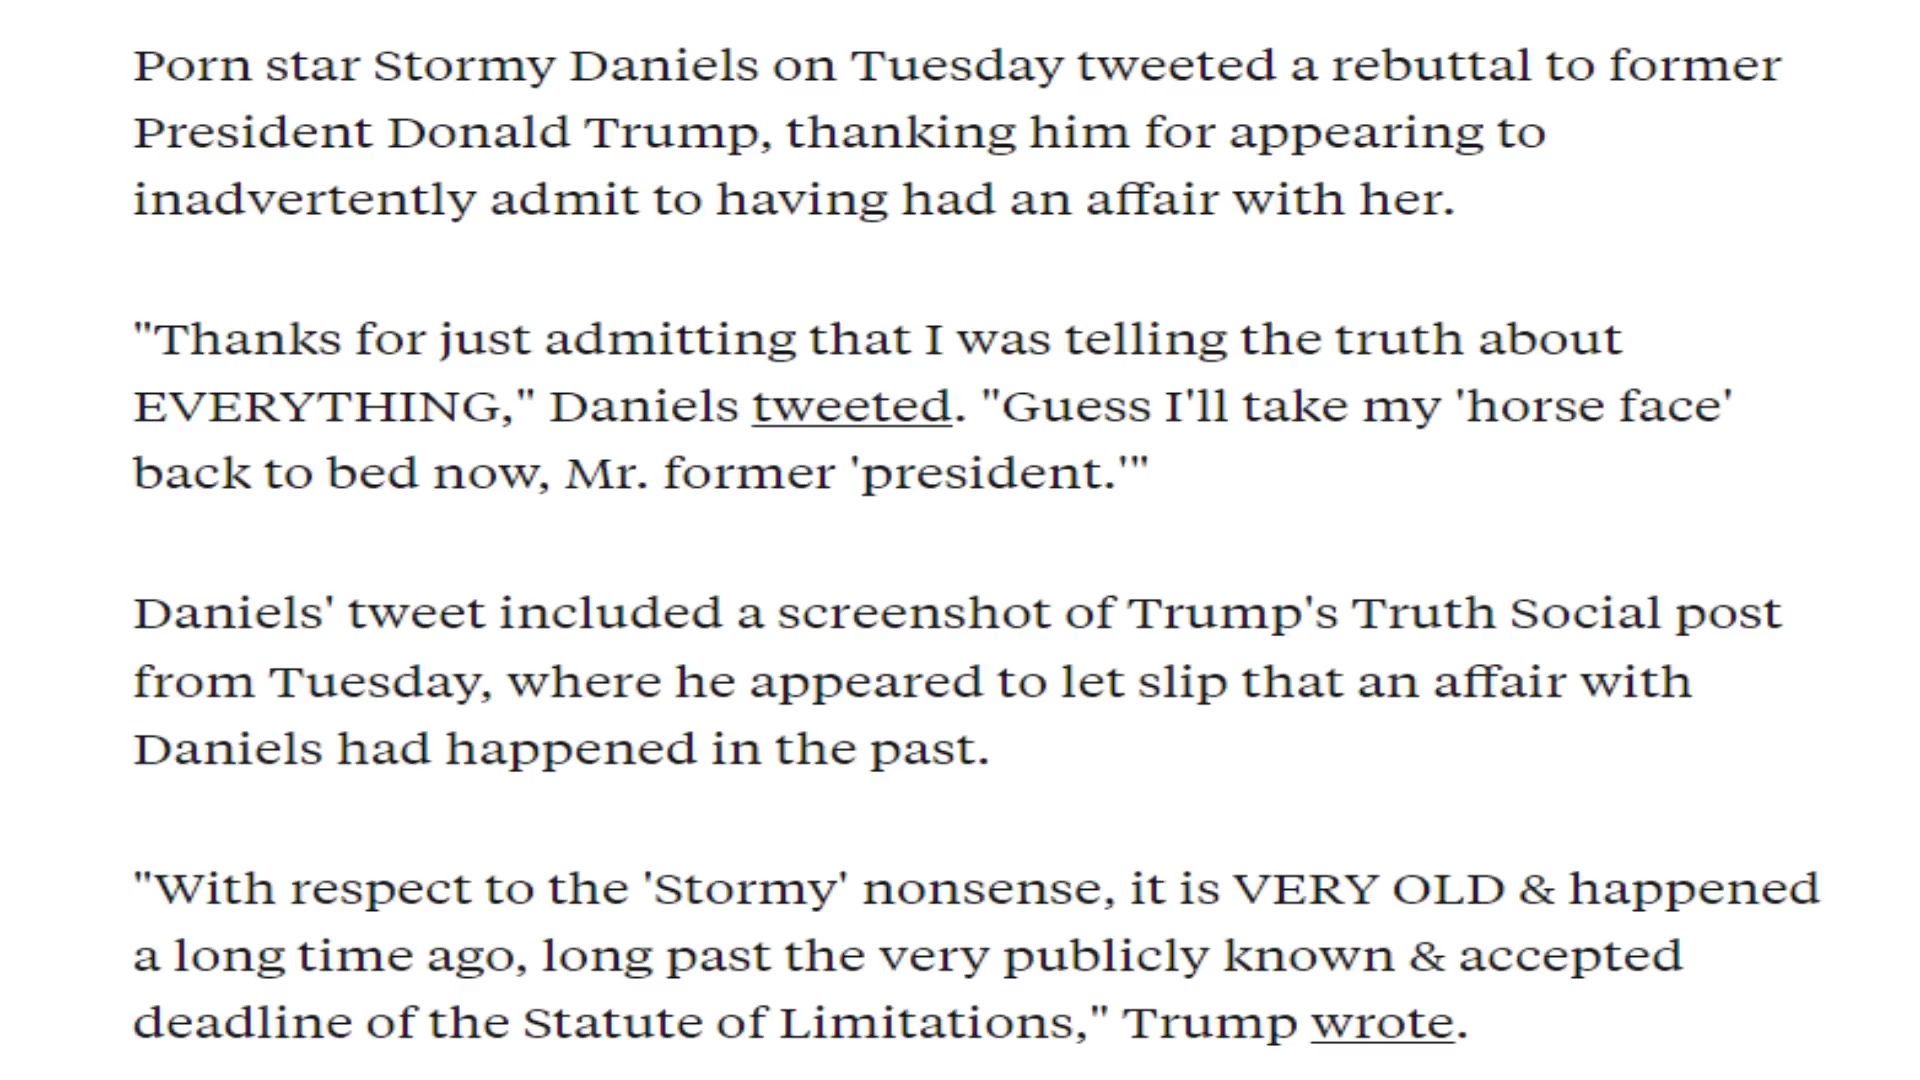 Porn star Stormy Daniels on Tuesday tweeted a rebuttal to former
President Donald Trump, thanking him for appearing to
inadvertently admit to having had an affair with her.
"Thanks for just admitting that I was telling the truth about
EVERYTHING," Daniels tweeted. "Guess I'll take my 'horse face'
back to bed now, Mr. former 'president.'"
Daniels' tweet included a screenshot of Trump's Truth Social post
from Tuesday, where he appeared to let slip that an affair with
Daniels had happened in the past.
"With respect to the 'Stormy' nonsense, it is VERY OLD & happened
a long time ago, long past the very publicly known & accepted
deadline of the Statute of Limitations," Trump wrote.